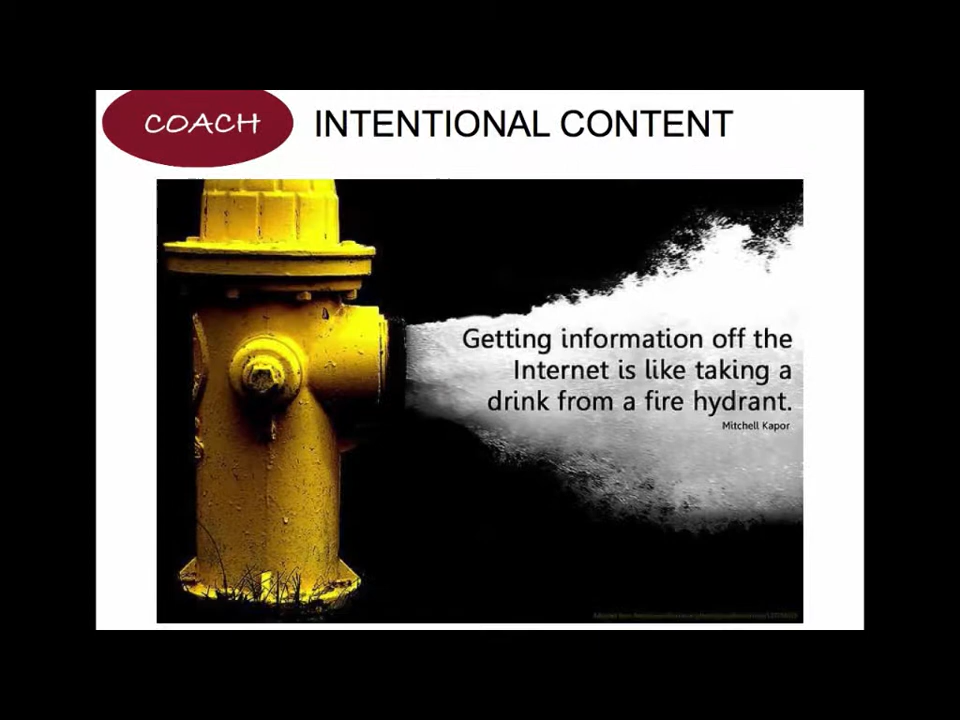 COACH
INTENTIONAL CONTENT
Getting information off the
Internet is like taking a
drink from a fire hydrant.
Mitchell Kapor